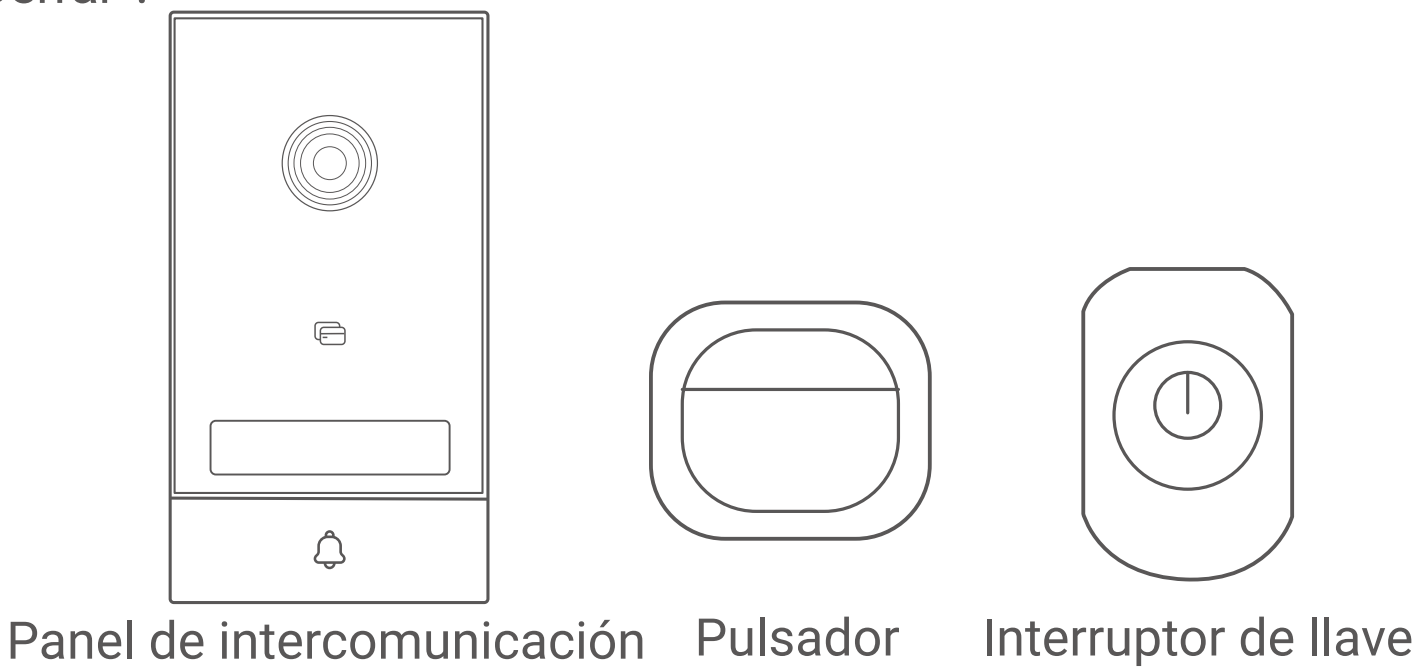 Panel de intercomunicación Pulsador Interruptor de llave